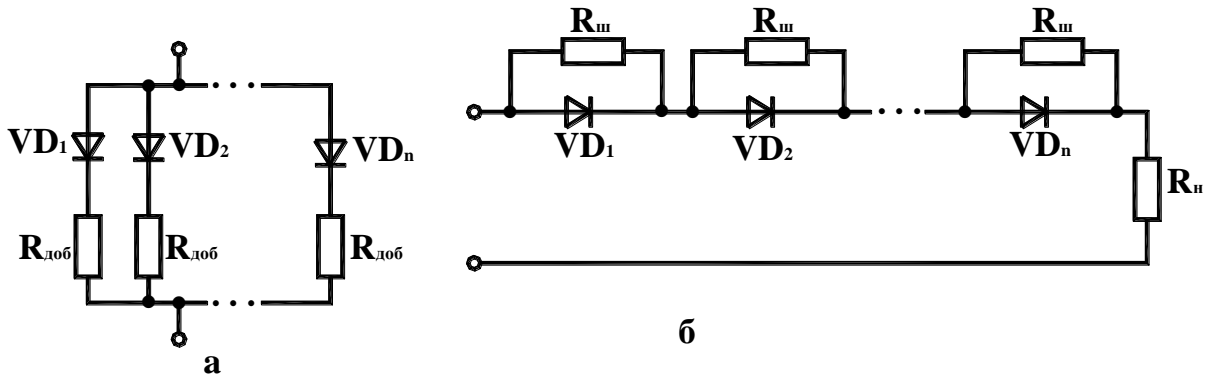 VD₁
VD₂
VDₙ
Rдоб
Rдоб
Rдоб
а
Rш
Rш
Rш
VD₁
VD₂
VDₙ
Rн
б